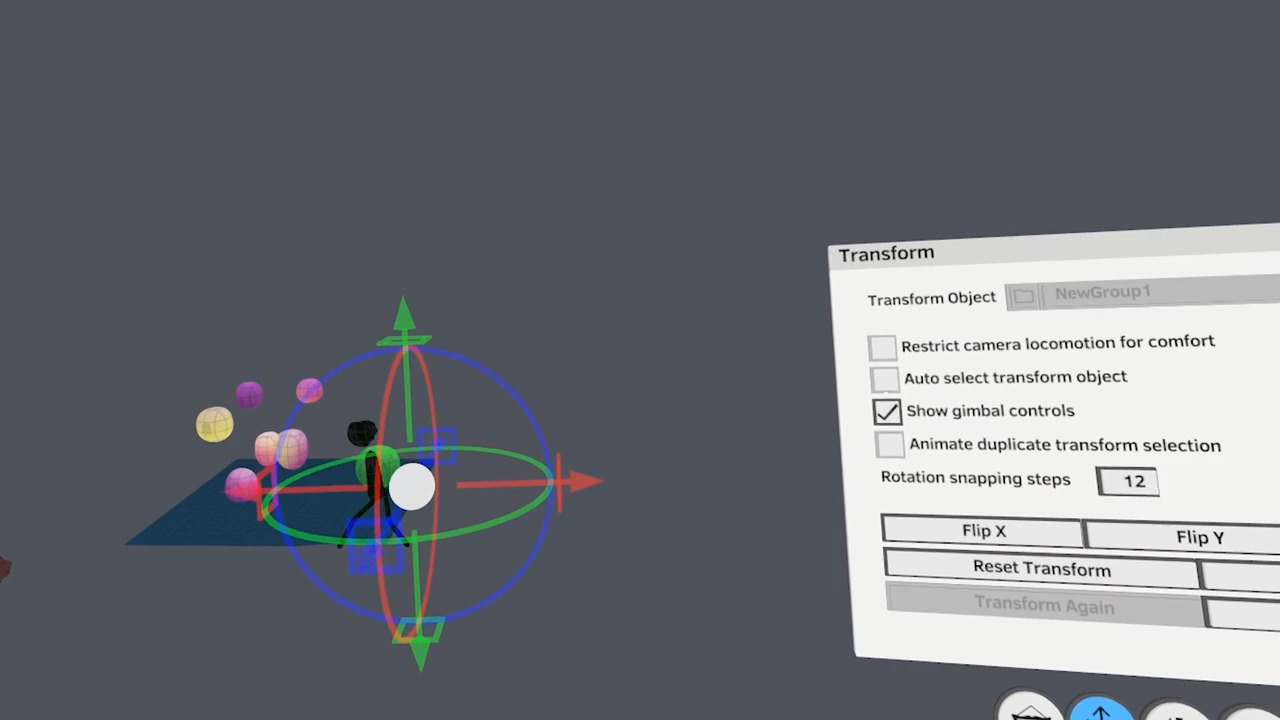 Transform
Transform Object NewGroup1
Restrict camera locomotion for comfort
Auto select transform object
Show gimbal controls
Animate duplicate transform selection
Rotation snapping steps 12
Flip X Flip Y
Reset Transform
Transform Again